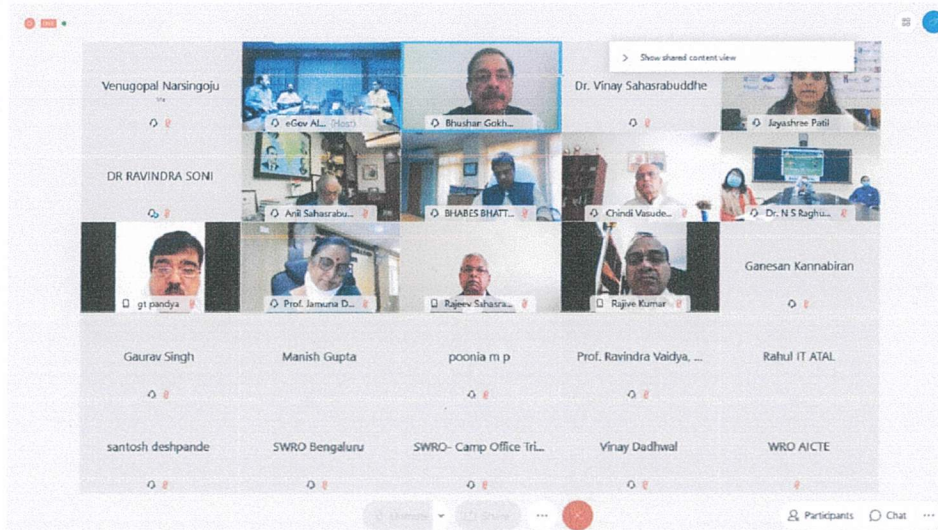 Show shared content view
Venugopal Narsingoju
eGov AI... (Host)
Bhushan Gokh...
Dr. Vinay Sahasrabuddhe
Jayashree Patil
DR RAVINDRA SONI
Anil Sahasrabu...
BHABES BHATT...
Chindi Vasude...
Dr. N S Raghu...
g t pandya
Prof. Jamuna D...
Rajeev Sahasra...
Rajive Kumar
Ganesan Kannabiran
Gaurav Singh
Manish Gupta
poonia m p
Prof. Ravindra Vaidya, ...
Rahul IT ATAL
santosh deshpande
SWRO Bengaluru
SWRO- Camp Office Tri...
Vinay Dadhwal
WRO AICTE
Participants
Chat